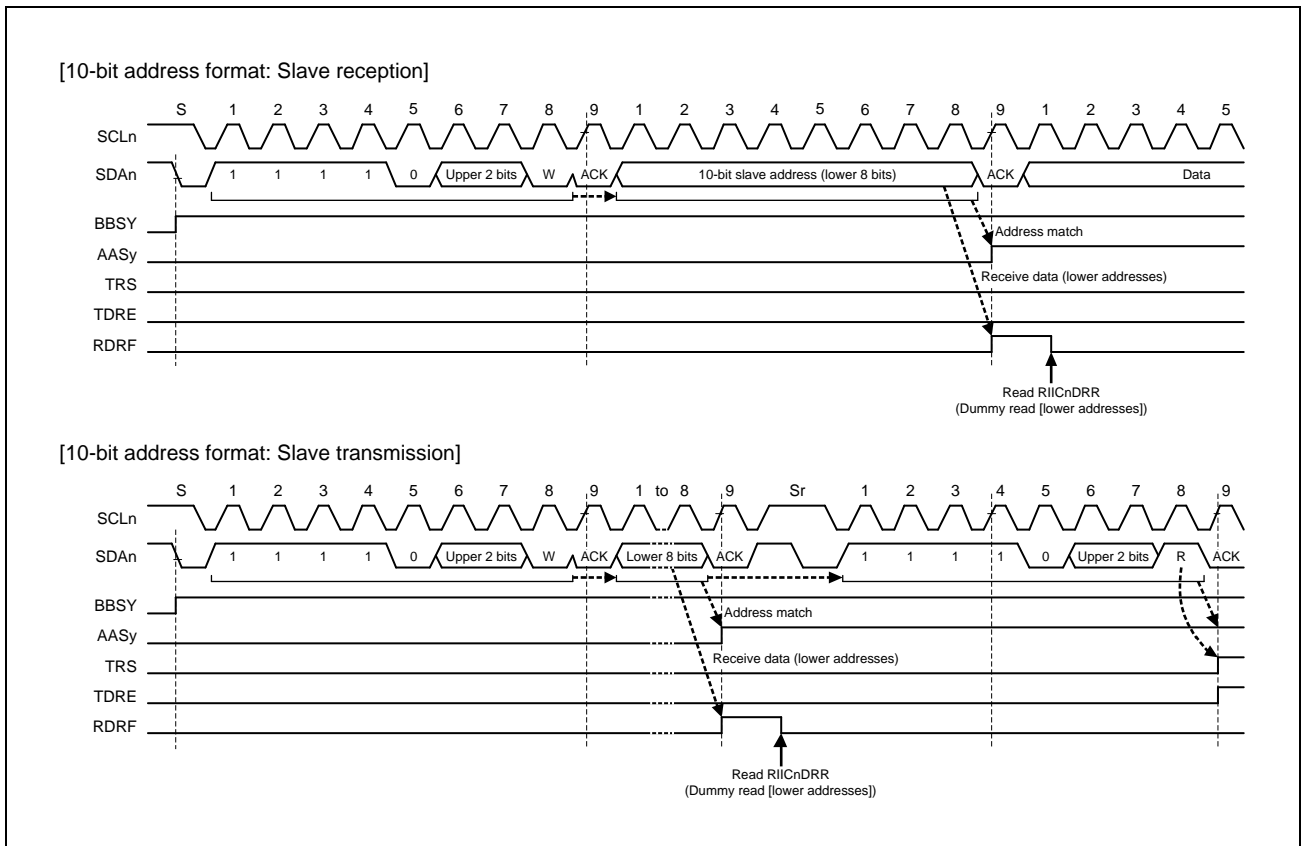 [10-bit address format: Slave reception]
S 1 2 3 4 5 6 7 8 9 1 2 3 4 5 6 7 8 9 1 2 3 4 5
SCLn
SDAn 1 1 1 1 0 Upper 2 bits W ACK 10-bit slave address (lower 8 bits) ACK Data
BBSY
Address match
AASy
Receive data (lower addresses)
TRS
TDRE
RDRF
Read RIICnDRR
(Dummy read [lower addresses])
[10-bit address format: Slave transmission]
S 1 2 3 4 5 6 7 8 9 1 to 8 9 Sr 1 2 3 4 5 6 7 8 9
SCLn
SDAn 1 1 1 1 0 Upper 2 bits W ACK Lower 8 bits ACK 1 1 1 1 0 Upper 2 bits R ACK
BBSY
Address match
AASy
Receive data (lower addresses)
TRS
TDRE
RDRF
Read RIICnDRR
(Dummy read [lower addresses])